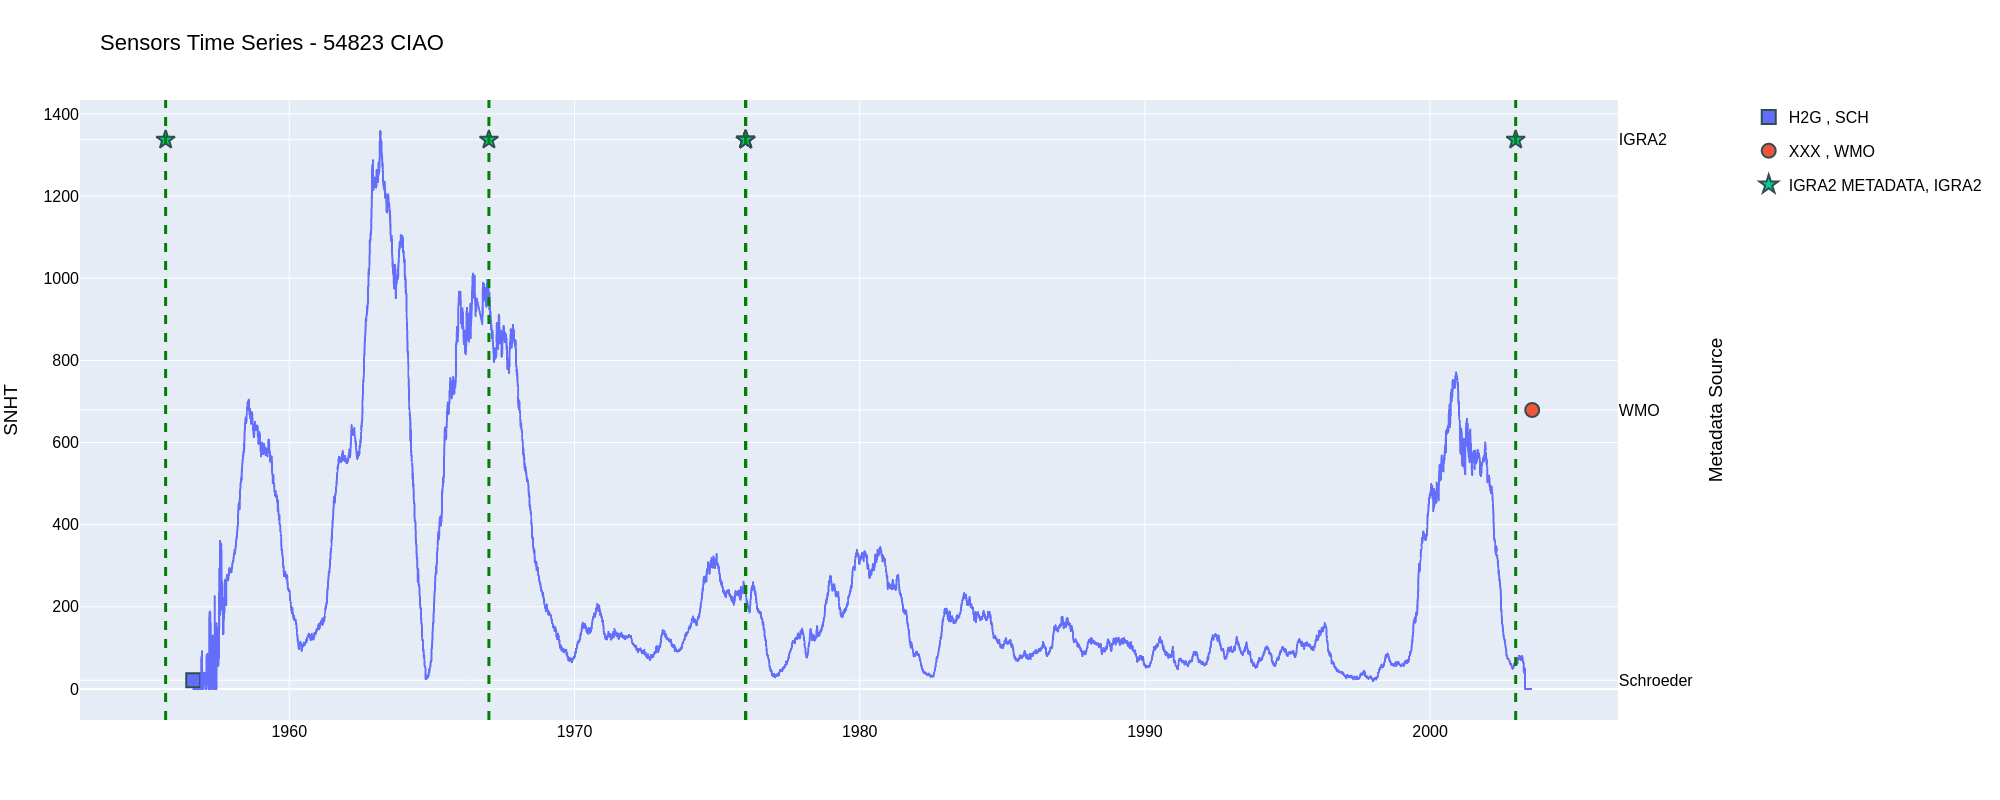 Sensors Time Series - 54823 CIAO
1400
1200
1000
800
600
400
200
0
SNHT
1960
1970
1980
1990
2000
IGRA2
WMO
Schroeder
Metadata Source
H2G , SCH
XXX , WMO
IGRA2 METADATA, IGRA2